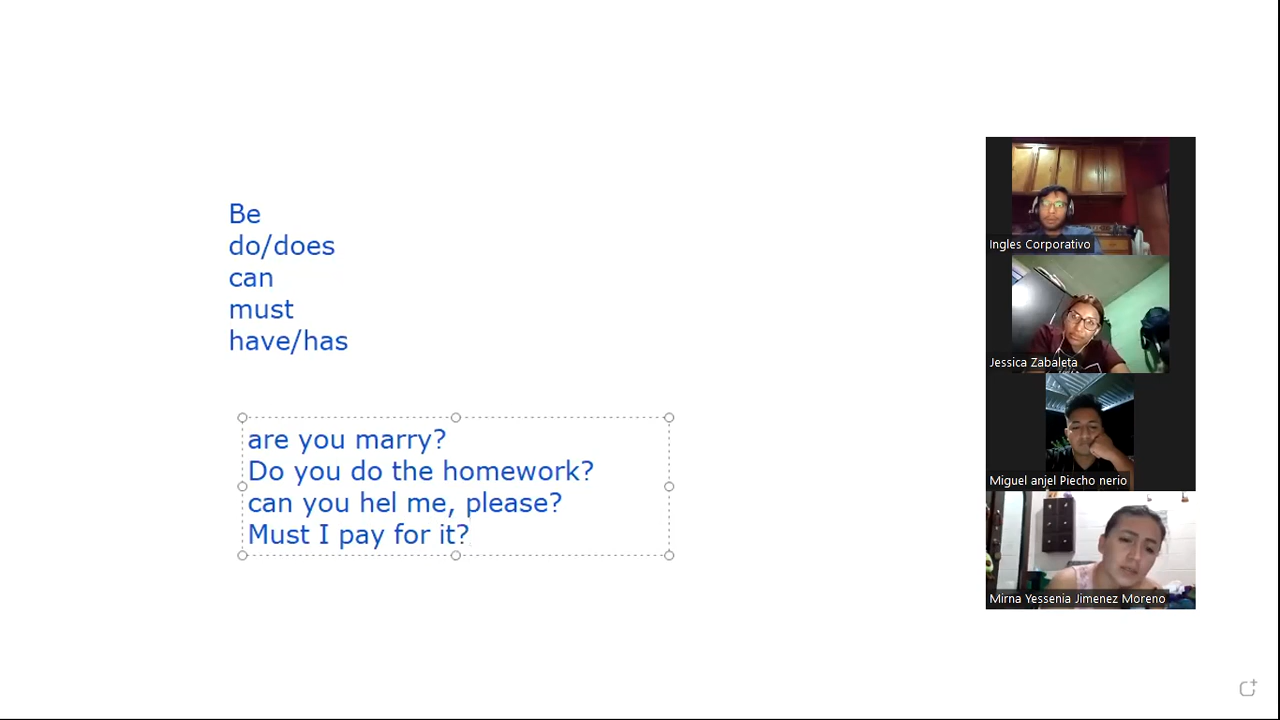 Be
do/does
can
must
have/has
are you marry?
Do you do the homework?
can you hel me, please?
Must I pay for it?
Ingles Corporativo
Jessica Zabaleta
Miguel anjel Piecho nerio
Mirna Yessenia Jimenez Moreno